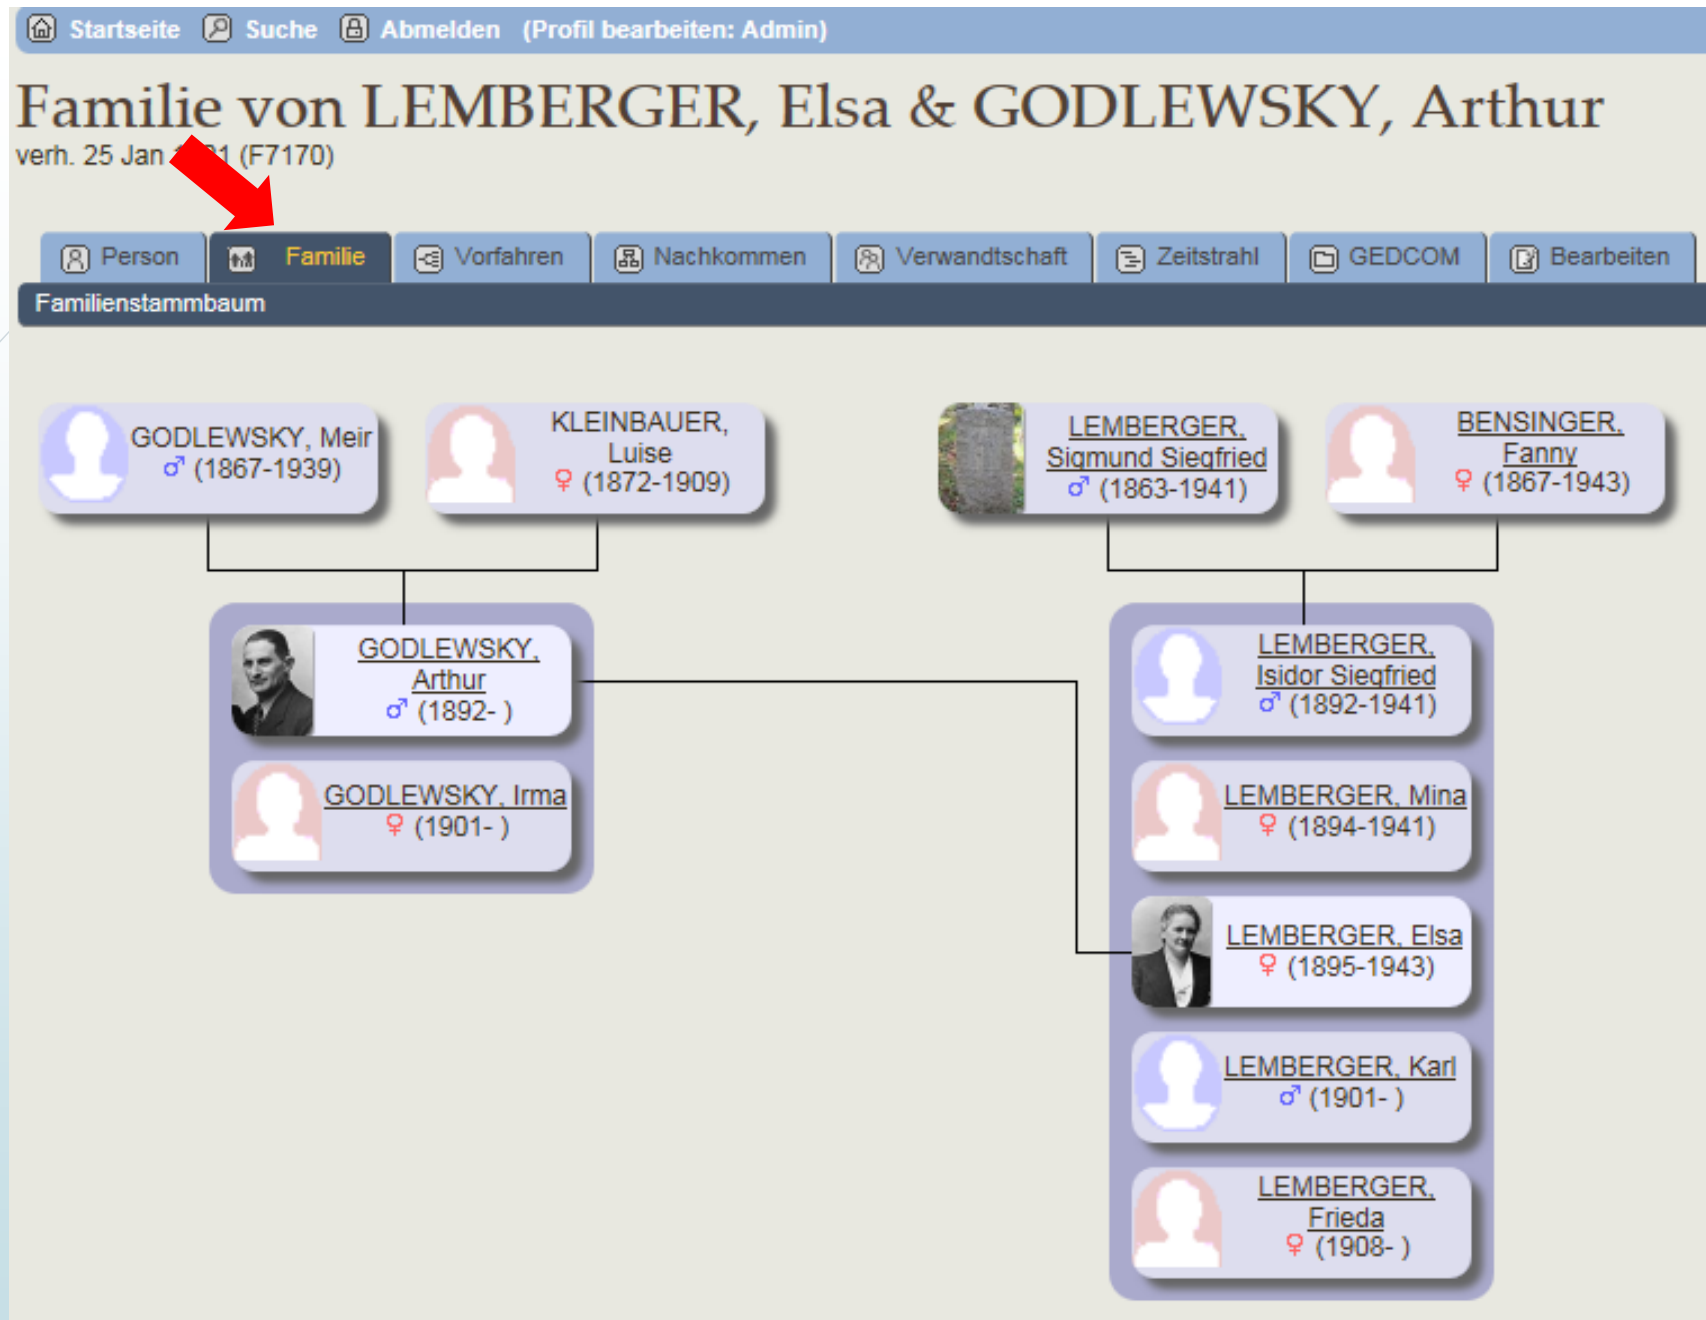 Startseite Suche Abmelden (Profil bearbeiten: Admin)
Familie von LEMBERGER, Elsa & GODLEWSKY, Arthur
verh. 25 Jan (F7170)
Person Familie Vorfahren Nachkommen Verwandtschaft Zeitstrahl GEDCOM Bearbeiten
Familienstammbaum
GODLEWSKY, Meir
♂ (1867-1939)
KLEINBAUER,
Luise
♀ (1872-1909)
LEMBERGER,
Sigmund Siegfried
♂ (1863-1941)
BENSINGER,
Fanny
♀ (1867-1943)
GODLEWSKY,
Arthur
♂ (1892- )
GODLEWSKY, Irma
♀ (1901- )
LEMBERGER,
Isidor Siegfried
♂ (1892-1941)
LEMBERGER, Mina
♀ (1894-1941)
LEMBERGER, Elsa
♀ (1895-1943)
LEMBERGER, Karl
♂ (1901- )
LEMBERGER,
Frieda
♀ (1908- )